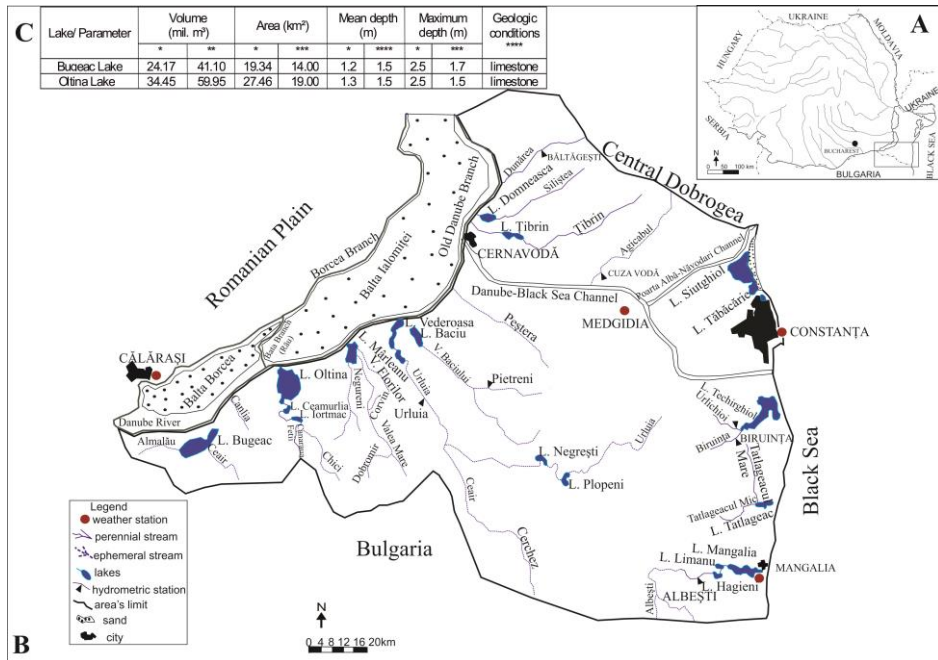 C
Lake/ Parameter
Volume (mil. m³)
Area (km²)
Mean depth (m)
Maximum depth (m)
Geologic conditions ****
* ** * *** * **** * ***
Bugeac Lake 24.17 41.10 19.34 14.00 1.2 1.5 2.5 1.7 limestone
Oltina Lake 34.45 59.95 27.46 19.00 1.3 1.5 2.5 1.5 limestone
A
UKRAINE
MOLDAVIA
HUNGARY
UKRAINE
SERBIA
BUCHAREST
BLACK SEA
BULGARIA
N
0 50 100 km
Central Dobrogea
Romanian Plain
Dunărea
BĂLTĂGEȘTI
L. Domneasca
Siliștea
L. Țibrin
Țibrin
Old Danube Branch
CERNAVODĂ
Borcea Branch
Balta Ialomiței
Agicabul
CUZA VODĂ
Poarta Albă-Năvodari Channel
L. Siutghiol
L. Tăbăcărie
Danube-Black Sea Channel
MEDGIDIA
CONSTANȚA
Peștera
L. Vederoasa
L. Baciu
V. Baciului
Pietreni
Bala Branch (Rău)
L. Mârleanu
V. Florilor
CĂLĂRAȘI
Balta Borcea
L. Oltina
Negureni
Corvin
Urluia
Urluia
L. Ceamurlia
L. Iortmac
Canlia
Danube River
Almalău
L. Bugeac
Ceair
Fetii
Chici
Dobromir
Valea Mare
L. Techirghiol
Urlichioi
Biruința
BIRUINȚA
Urluia
L. Negrești
L. Plopeni
Tatlageacul Mare
Tatlageacul Mic
L. Tatlageac
Black Sea
Ceair
Cerchez
Bulgaria
L. Mangalia
L. Limanu
MANGALIA
L. Hagieni
ALBEȘTI
Albești
Legend
weather station
perennial stream
ephemeral stream
lakes
hydrometric station
area's limit
sand
city
B
N
0 4 8 12 16 20km